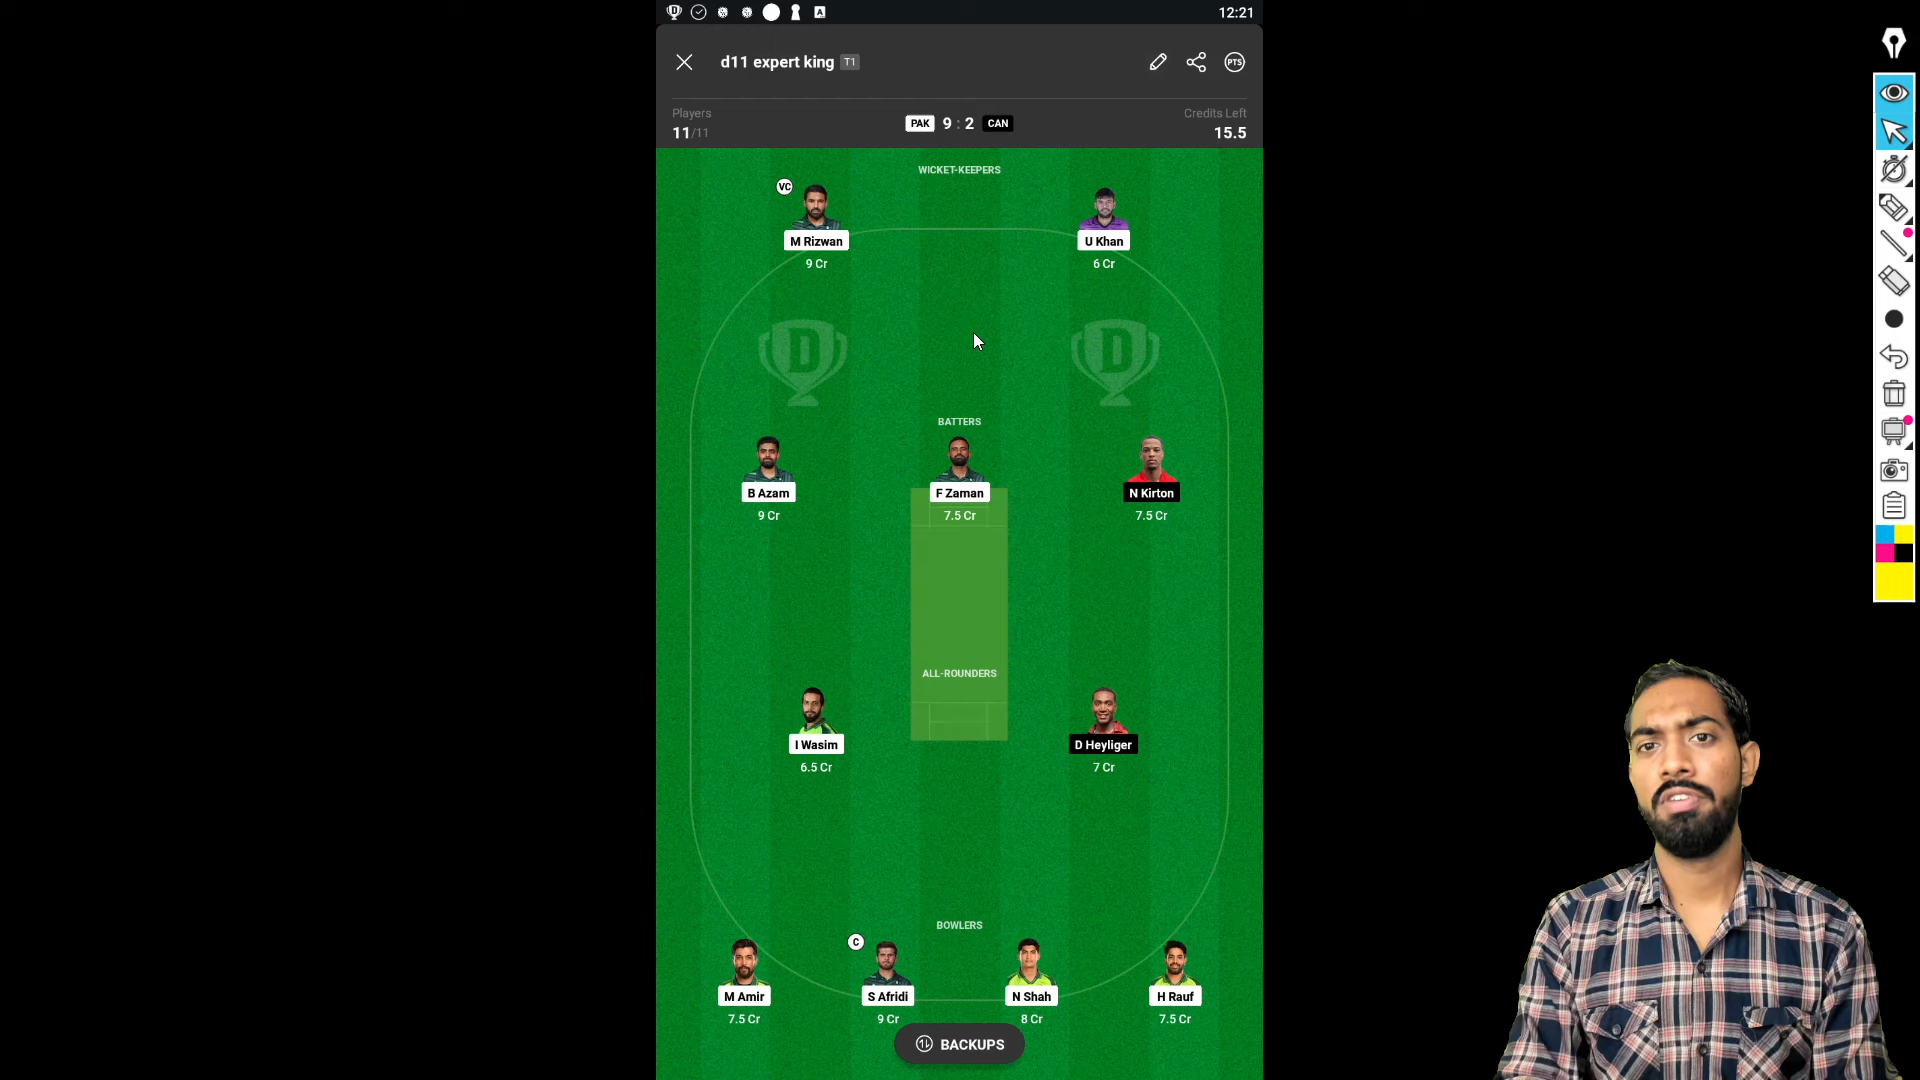 12:21
d11 expert king T1
PTS
Players
11/11
PAK 9 : 2 CAN
Credits Left
15.5
WICKET-KEEPERS
VC
M Rizwan
9 Cr
U Khan
6 Cr
D
D
BATTERS
B Azam
9 Cr
F Zaman
7.5 Cr
N Kirton
7.5 Cr
ALL-ROUNDERS
I Wasim
6.5 Cr
D Heyliger
7 Cr
BOWLERS
M Amir
7.5 Cr
C
S Afridi
9 Cr
N Shah
8 Cr
H Rauf
7.5 Cr
BACKUPS